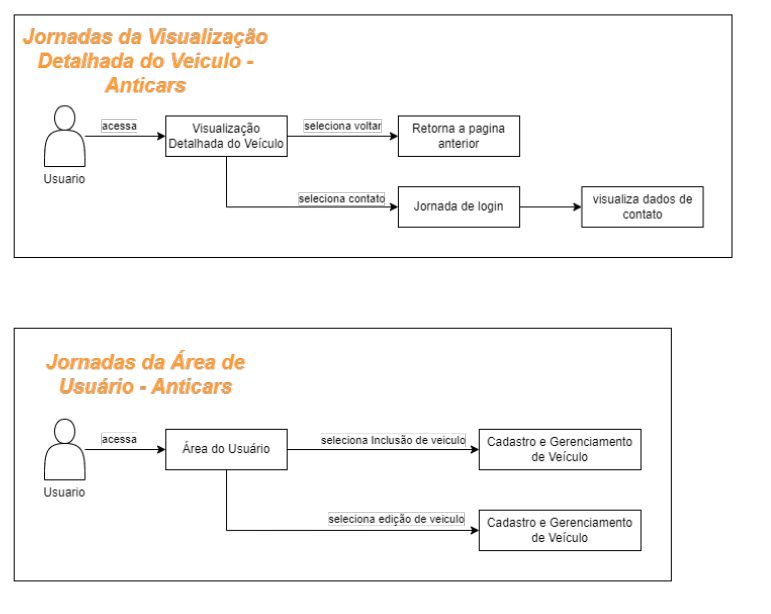 Jornadas da Visualização
Detalhada do Veiculo -
Anticars
acessa
Visualização
Detalhada do Veículo
seleciona voltar
Retorna a pagina
anterior
Usuario
seleciona contato
Jornada de login
visualiza dados de
contato
Jornadas da Área de
Usuário - Anticars
acessa
Área do Usuário
seleciona Inclusão de veiculo
Cadastro e Gerenciamento
de Veículo
Usuario
seleciona edição de veiculo
Cadastro e Gerenciamento
de Veículo